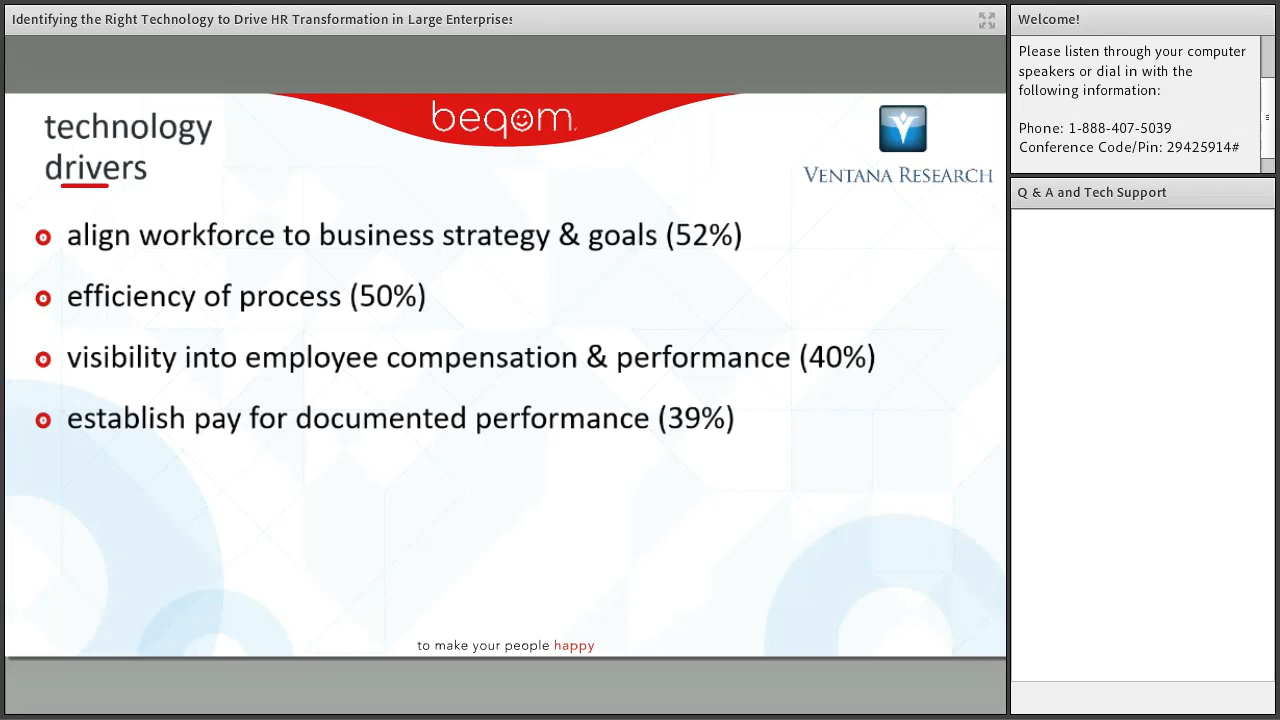 Identifying the Right Technology to Drive HR Transformation in Large Enterprises
Welcome!
Please listen through your computer
speakers or dial in with the
following information:
Phone: 1-888-407-5039
Conference Code/Pin: 29425914#
Q & A and Tech Support
technology
drivers
beqom
VENTANA RESEARCH
align workforce to business strategy & goals (52%)
efficiency of process (50%)
visibility into employee compensation & performance (40%)
establish pay for documented performance (39%)
to make your people happy